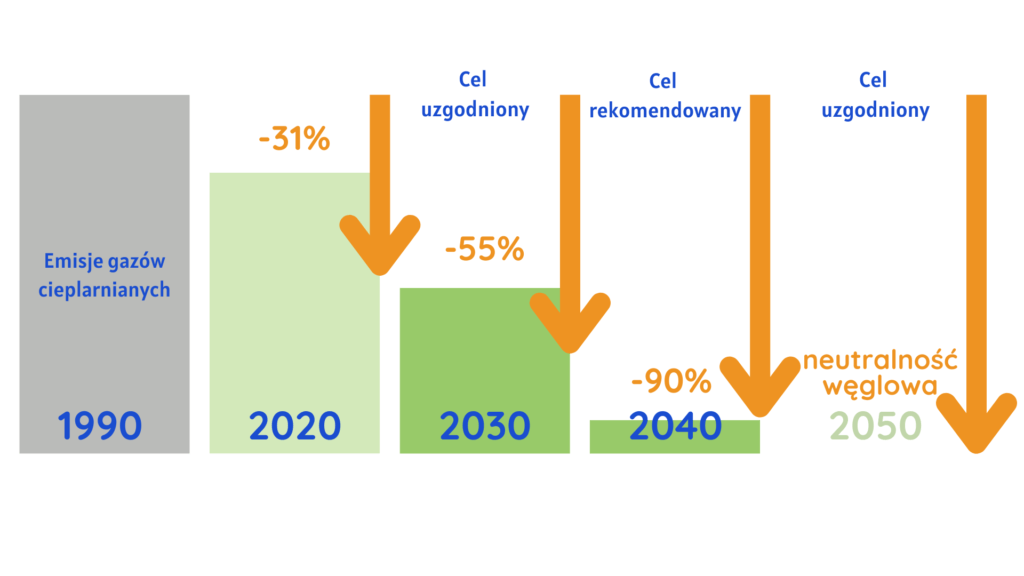 Emisje gazów
cieplarnianych
1990
-31%
2020
Cel
uzgodniony
-55%
2030
Cel
rekomendowany
-90%
2040
Cel
uzgodniony
neutralność
węglowa
2050